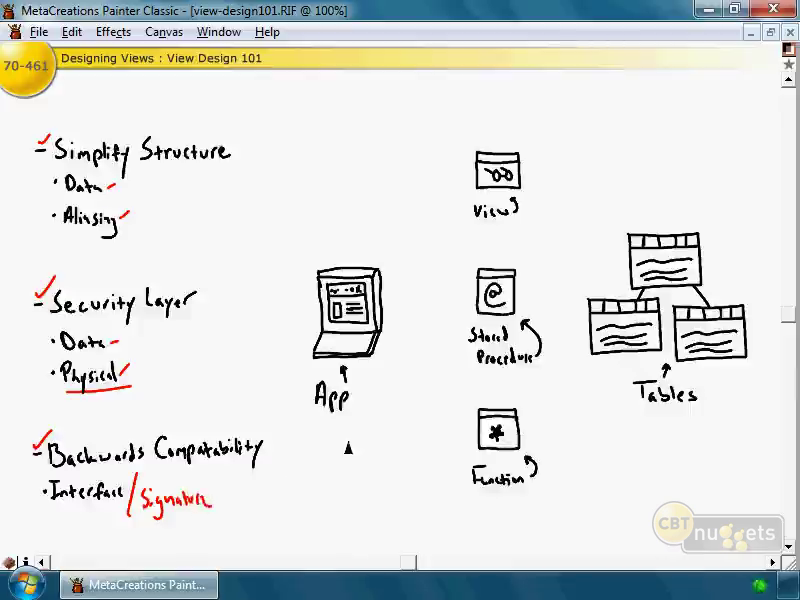 MetaCreations Painter Classic - [view-design101.RIF @ 100%]
File Edit Effects Canvas Window Help
70-461
Designing Views : View Design 101
- Simplify Structure
· Data
· Aliasing
- Security Layer
· Data
· Physical
- Backwards Compatability
· Interface / Signature
App
View
@
Stored
Procedure
*
Function
Tables
CBT nuggets
MetaCreations Paint...